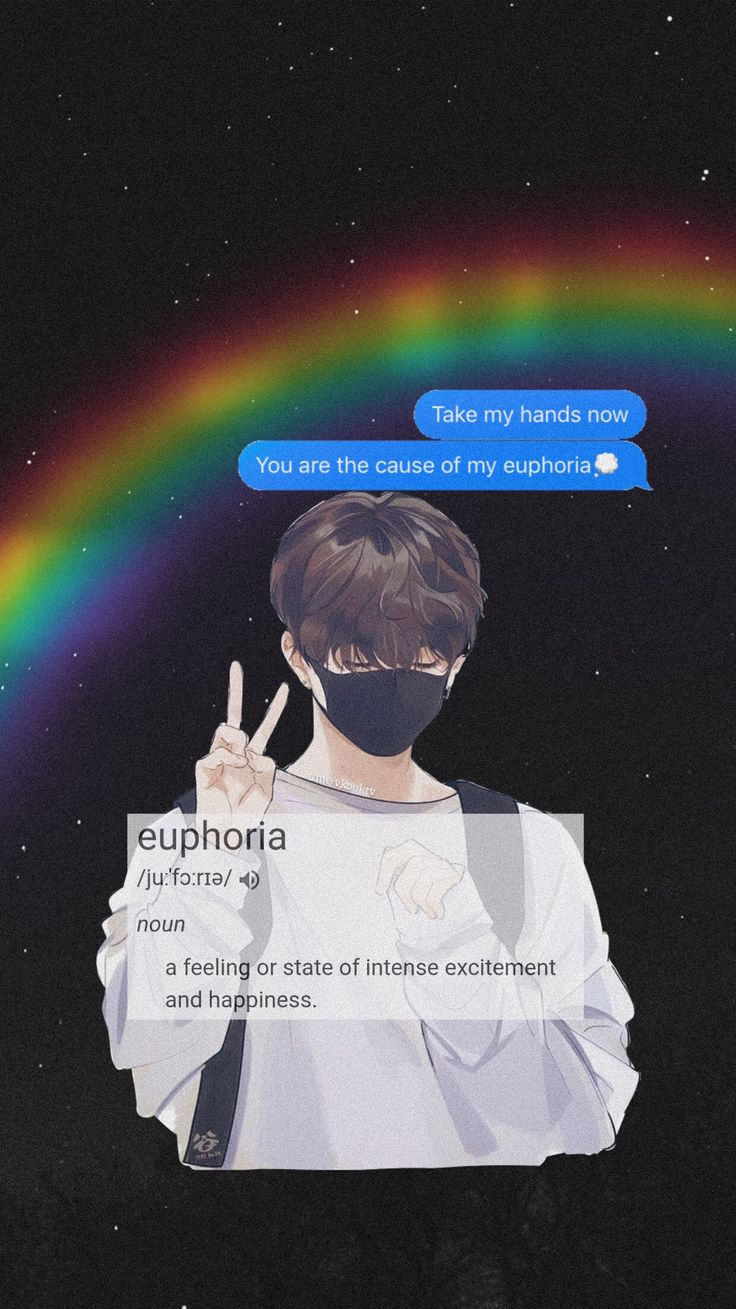 Take my hands now
You are the cause of my euphoria💭
euphoria
/juːˈfɔːrɪə/
noun
a feeling or state of intense excitement
and happiness.